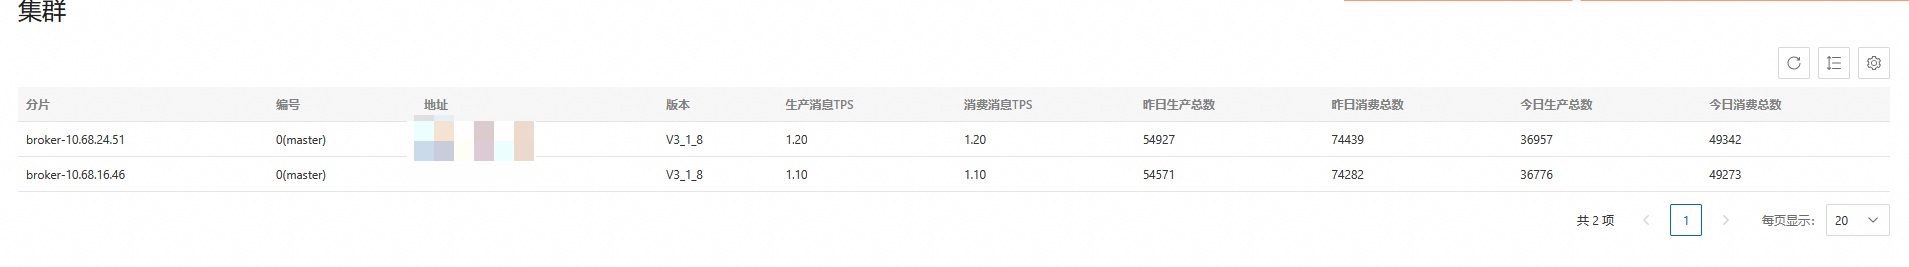 集群
分片 编号 地址 版本 生产消息TPS 消费消息TPS 昨日生产总数 昨日消费总数 今日生产总数 今日消费总数
broker-10.68.24.51 0(master) V3_1_8 1.20 1.20 54927 74439 36957 49342
broker-10.68.16.46 0(master) V3_1_8 1.10 1.10 54571 74282 36776 49273
共 2 项 1 每页显示: 20